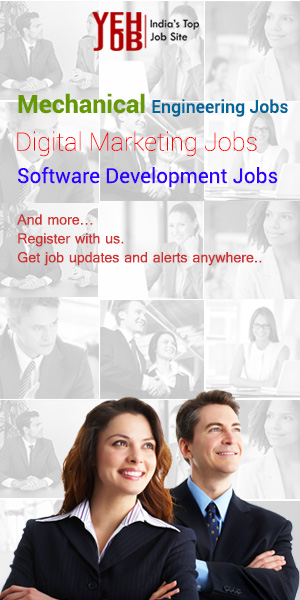 YEH JOB
India's Top
Job Site
Mechanical Engineering Jobs
Digital Marketing Jobs
Software Development Jobs
And more...
Register with us.
Get job updates and alerts anywhere..